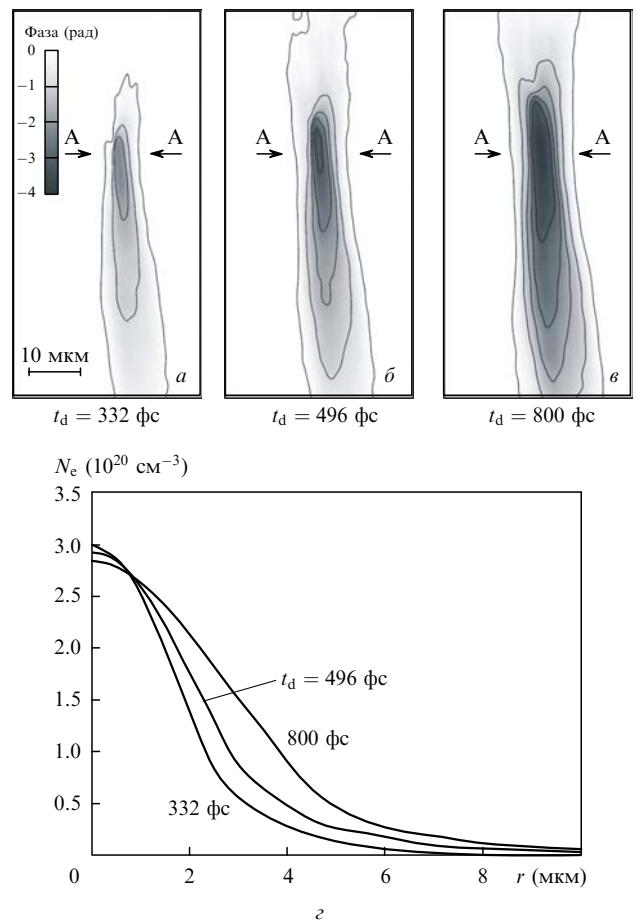 Фаза (рад)
0
−1
−2
−3
−4
A A
A A
A A
10 мкм
а
б
в
t_d = 332 фс
t_d = 496 фс
t_d = 800 фс
N_e (10^20 см^−3)
3.5
3.0
2.5
2.0
1.5
1.0
0.5
t_d = 496 фс
800 фс
332 фс
0 2 4 6 8 r (мкм)
г